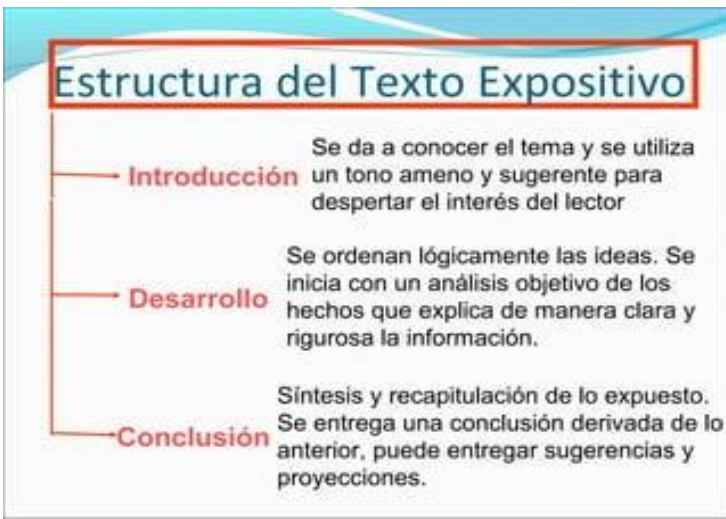 Estructura del Texto Expositivo
Introducción
Se da a conocer el tema y se utiliza
un tono ameno y sugerente para
despertar el interés del lector
Desarrollo
Se ordenan lógicamente las ideas. Se
inicia con un análisis objetivo de los
hechos que explica de manera clara y
rigurosa la información.
Conclusión
Síntesis y recapitulación de lo expuesto.
Se entrega una conclusión derivada de lo
anterior, puede entregar sugerencias y
proyecciones.